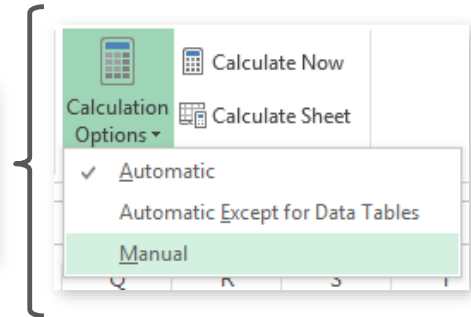 Calculate Now
Calculation
Options
Calculate Sheet
Automatic
Automatic Except for Data Tables
Manual